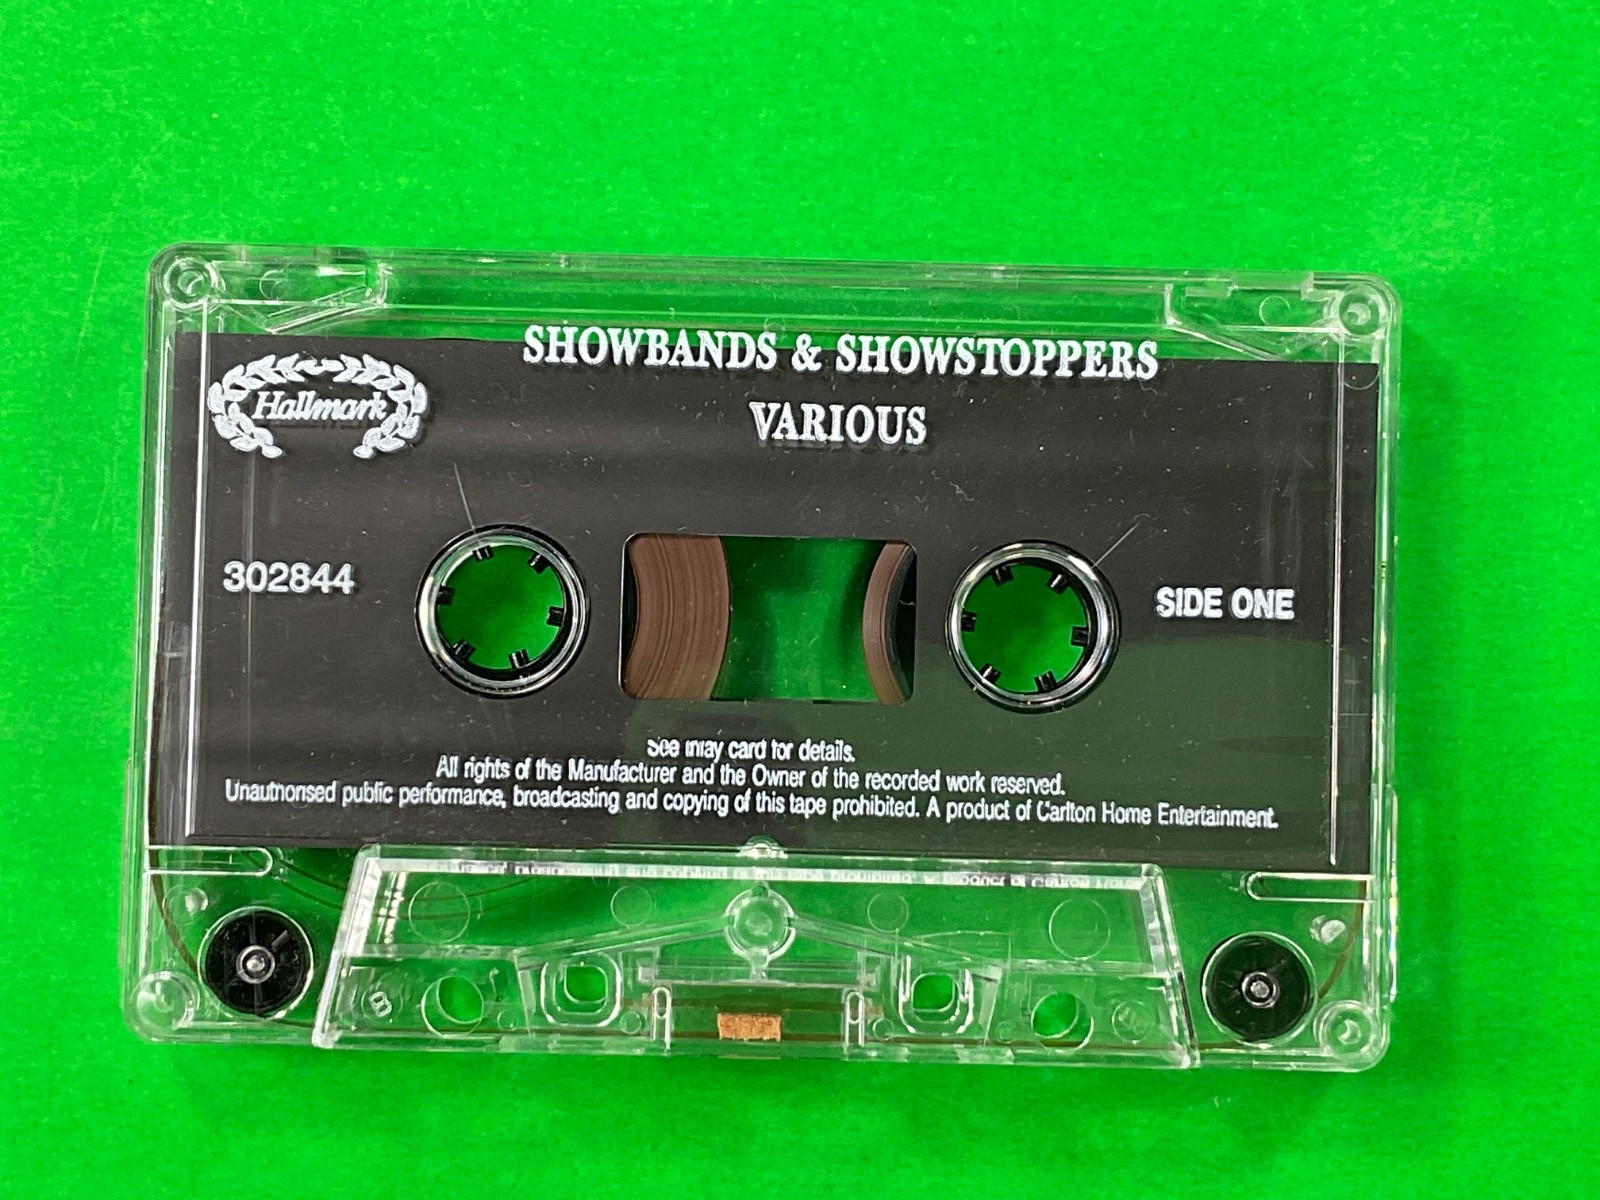 SHOWBANDS & SHOWSTOPPERS
Hallmark
VARIOUS
302844
SIDE ONE
See inlay card for details.
All rights of the Manufacturer and the Owner of the recorded work reserved.
Unauthorised public performance, broadcasting and copying of this tape prohibited. A product of Carlton Home Entertainment.
B